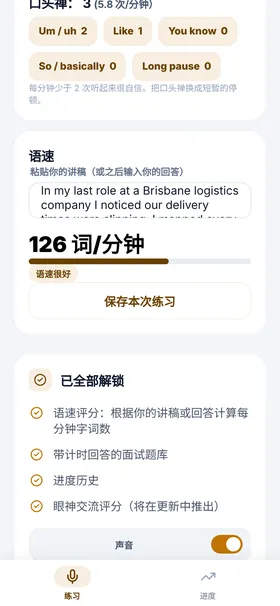 口头禅： 3 (5.8 次/分钟)
Um / uh 2
Like 1
You know 0
So / basically 0
Long pause 0
每分钟少于 2 次听起来很自信。把口头禅换成短暂的停
顿。
语速
粘贴你的讲稿（或之后输入你的回答）
In my last role at a Brisbane logistics
company I noticed our delivery
times were slipping. I mapped every
126 词/分钟
语速很好
保存本次练习
已全部解锁
语速评分：根据你的讲稿或回答计算每
分钟字词数
带计时回答的面试题库
进度历史
眼神交流评分（将在更新中推出）
声音
练习
进度